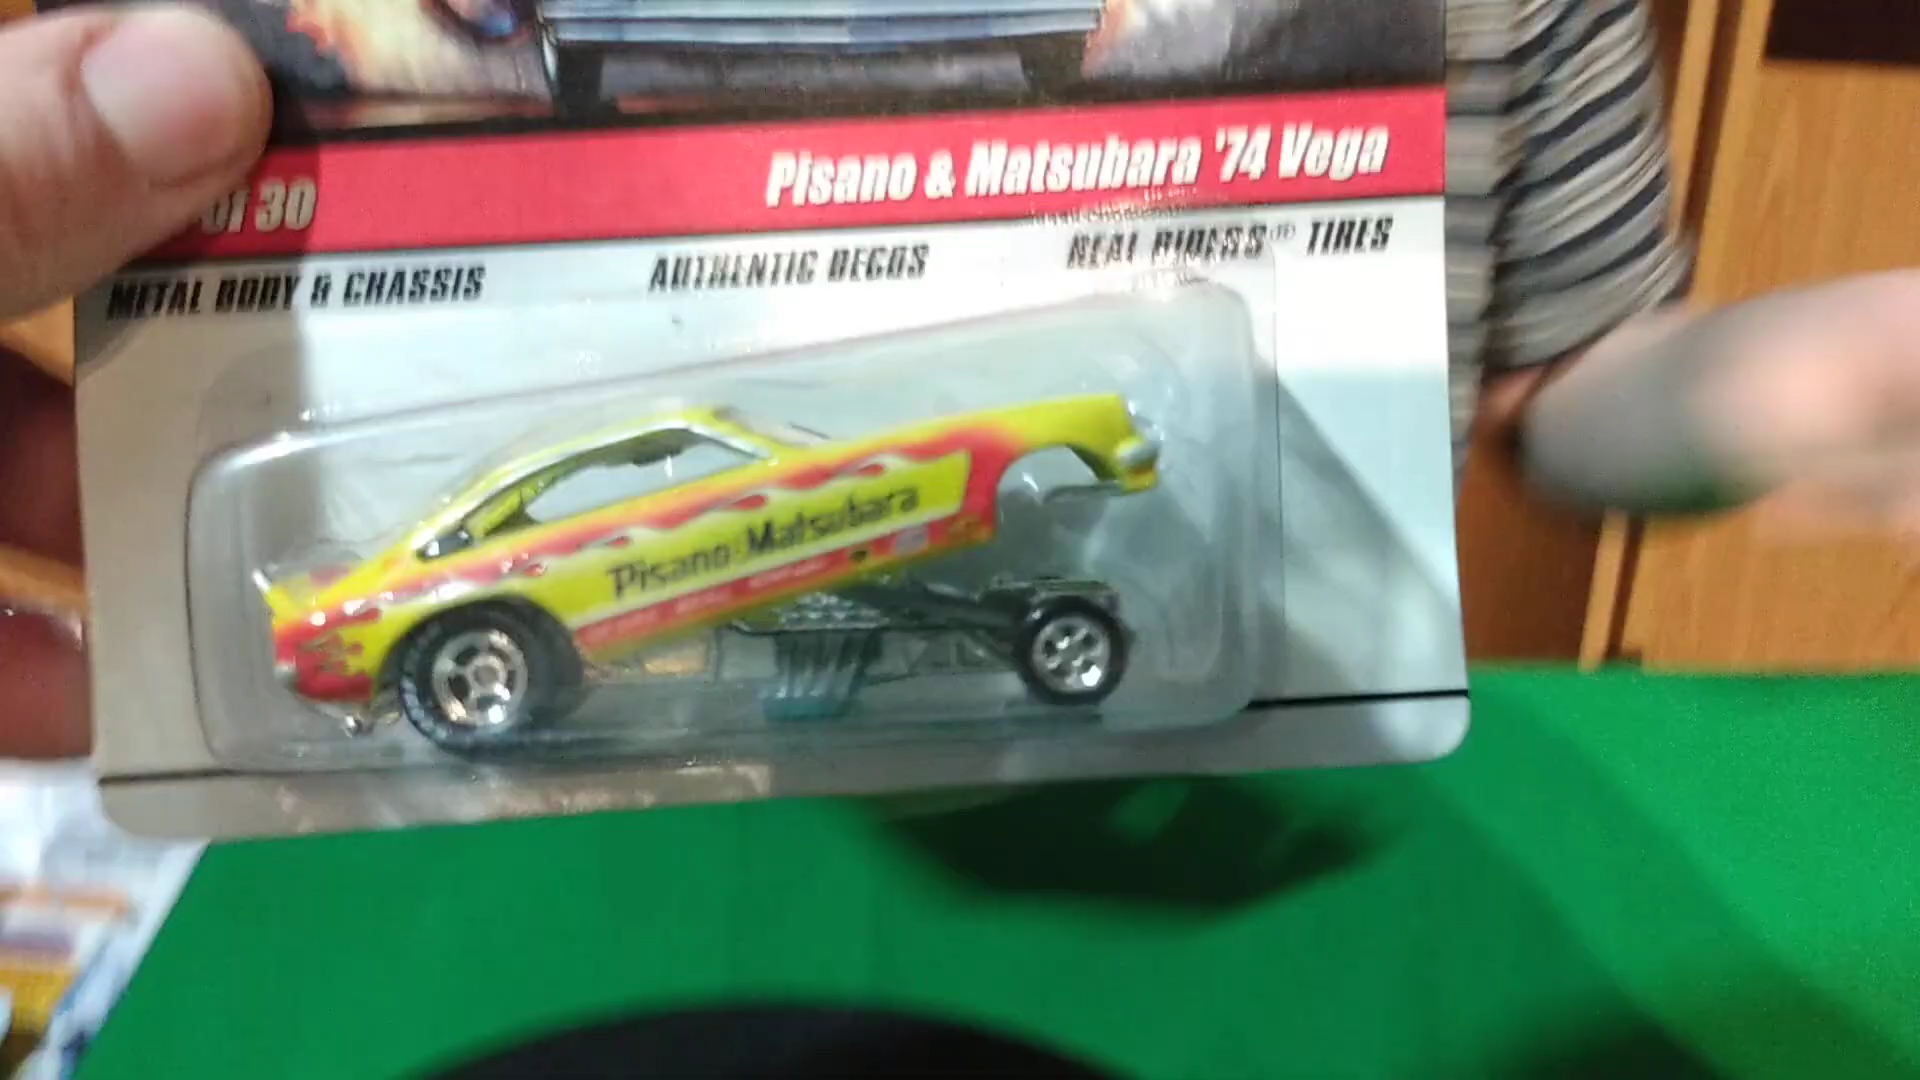 of 30
Pisano & Matsubara '74 Vega
METAL BODY & CHASSIS
AUTHENTIC DECOS
REAL RIDERS TIRES
Pisano Matsubara